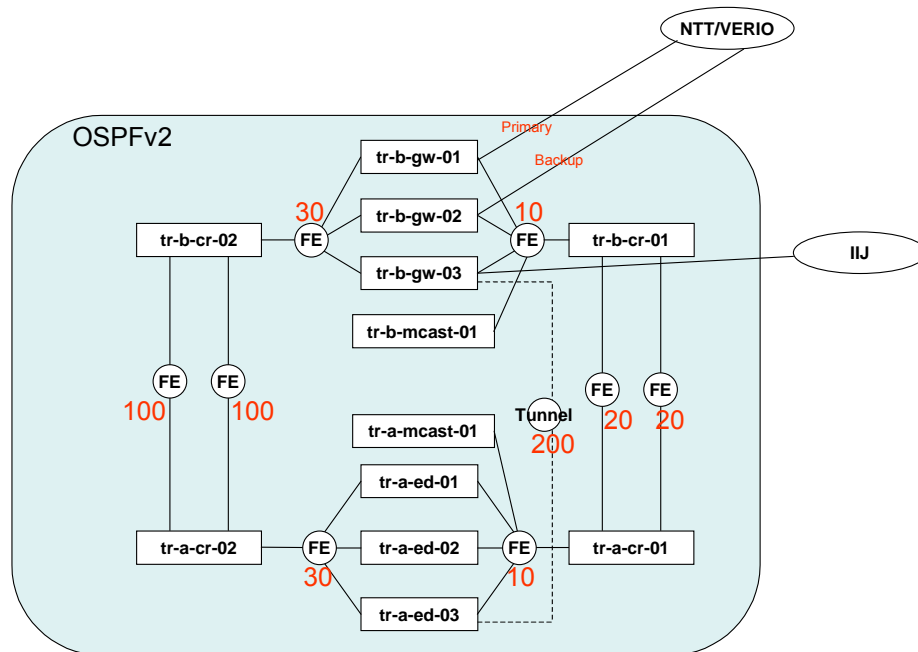 NTT/VERIO
OSPFv2
Primary
tr-b-gw-01
Backup
30
tr-b-gw-02
10
tr-b-cr-02
FE
FE
tr-b-cr-01
IIJ
tr-b-gw-03
tr-b-mcast-01
FE
FE
FE
FE
100
100
Tunnel
20
20
tr-a-mcast-01
200
tr-a-ed-01
tr-a-cr-02
FE
tr-a-ed-02
FE
tr-a-cr-01
30
10
tr-a-ed-03